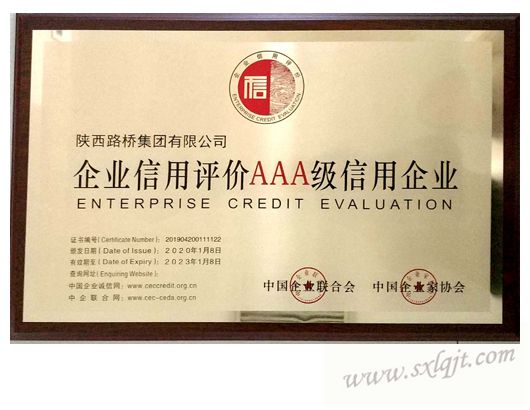 企业信用评价
信
ENTERPRISE CREDIT EVALUATION
陕西路桥集团有限公司
企业信用评价AAA级信用企业
ENTERPRISE CREDIT EVALUATION
证书编号(Certificate Number)：201904200111122
颁发日期(Date of Issue)：2020年1月8日
有效期至(Date of Expiry)：2023年1月8日
查询网址(Enquiring Website)：
中国企业诚信网：www.ceccredit.org.cn
中企联合网：www.cec-ceda.org.cn
中国企业联合会 中国企业家协会
www.sxlqjt.com